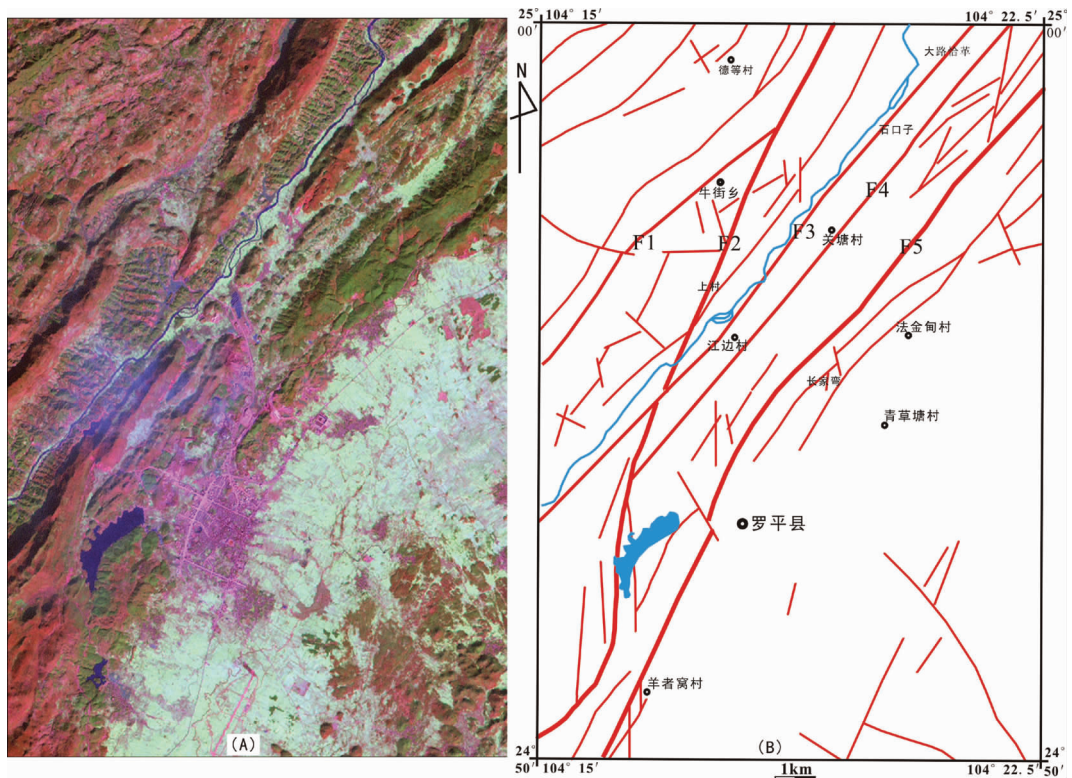 25° 104° 15′
00′
104° 22.5′ 25°
00′
N
德等村
大路沿革
石口子
牛街乡
F4
F1
F2
F3
关塘村
F5
上村
江边村
法金甸村
长家弯
青草塘村
罗平县
羊者窝村
(A)
(B)
24°
50′ 104° 15′
1km
104° 22.5′
24°
50′